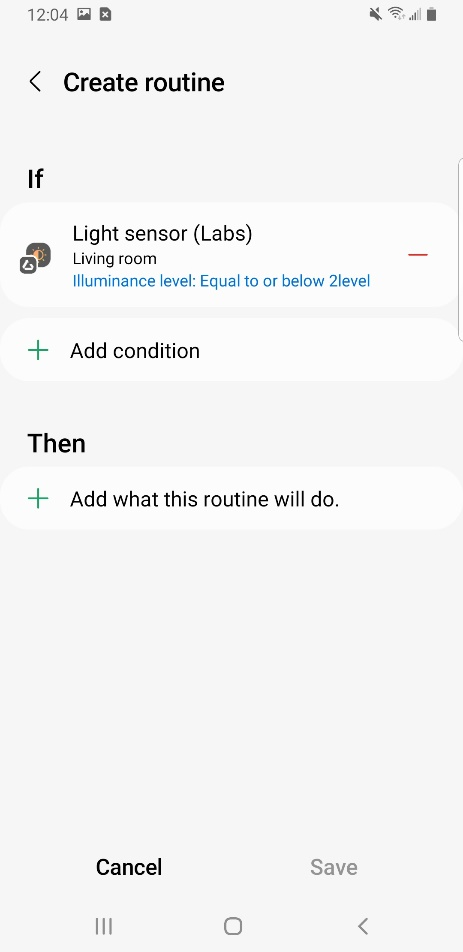 12:04
Create routine
If
Light sensor (Labs)
Living room
Illuminance level: Equal to or below 2level
Add condition
Then
Add what this routine will do.
Cancel
Save